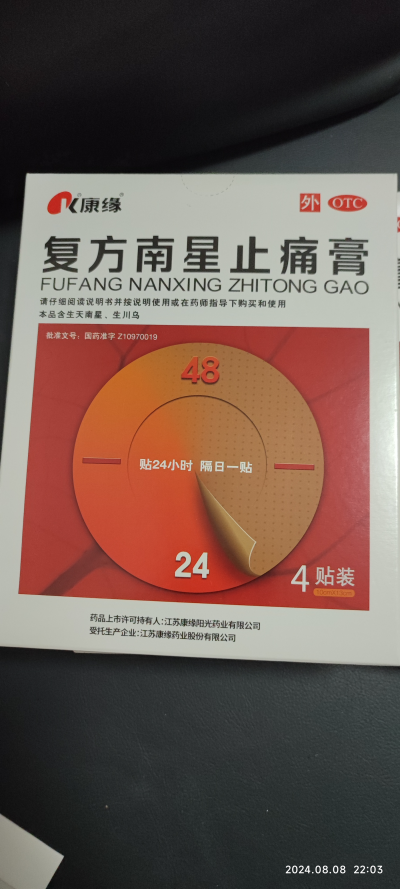 康缘
外 OTC
复方南星止痛膏
FUFANG NANXING ZHITONG GAO
请仔细阅读说明书并按说明使用或在药师指导下购买和使用
本品含生天南星、生川乌
批准文号：国药准字 Z10970019
48
贴24小时 隔日一贴
24
4贴装
药品上市许可持有人：江苏康缘阳光药业有限公司
受托生产企业：江苏康缘药业股份有限公司
2024.08.08 22:03